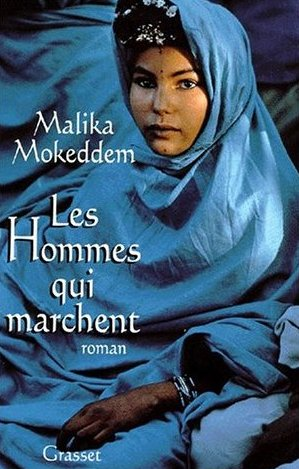 Malika
Mokeddem
Les
Hommes
qui
marchent
roman
Grasset